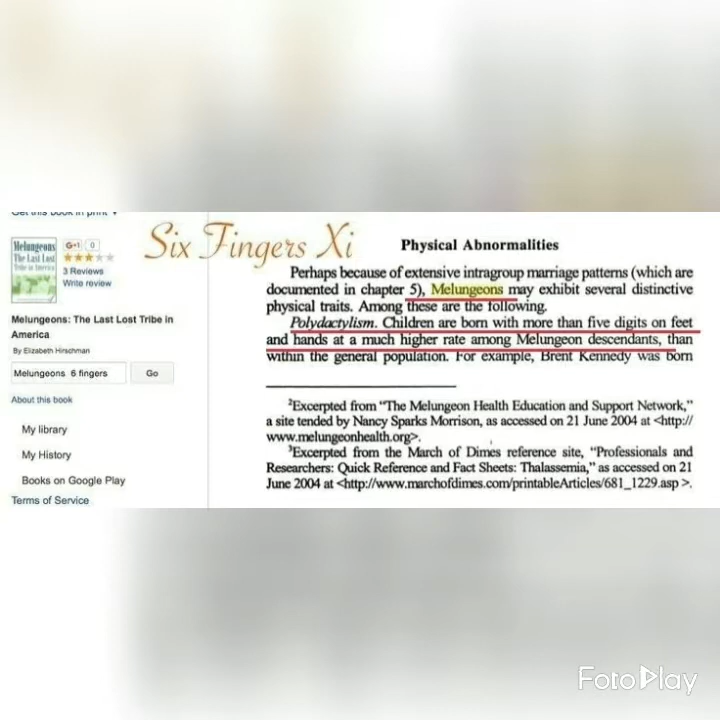 Get this book in print ▼
Six Fingers Xi
Melungeons
The Last Lost
Tribe in America
G+1 0
3 Reviews
Write review
Melungeons: The Last Lost Tribe in
America
By Elizabeth Hirschman
Melungeons 6 fingers Go
About this book
My library
My History
Books on Google Play
Terms of Service
Physical Abnormalities
Perhaps because of extensive intragroup marriage patterns (which are
documented in chapter 5), Melungeons may exhibit several distinctive
physical traits. Among these are the following.
Polydactylism. Children are born with more than five digits on feet
and hands at a much higher rate among Melungeon descendants, than
within the general population. For example, Brent Kennedy was born
²Excerpted from “The Melungeon Health Education and Support Network,”
a site tended by Nancy Sparks Morrison, as accessed on 21 June 2004 at <http://
www.melungeonhealth.org>.
³Excerpted from the March of Dimes reference site, “Professionals and
Researchers: Quick Reference and Fact Sheets: Thalassemia,” as accessed on 21
June 2004 at <http://www.marchofdimes.com/printableArticles/681_1229.asp >.
FotoPlay